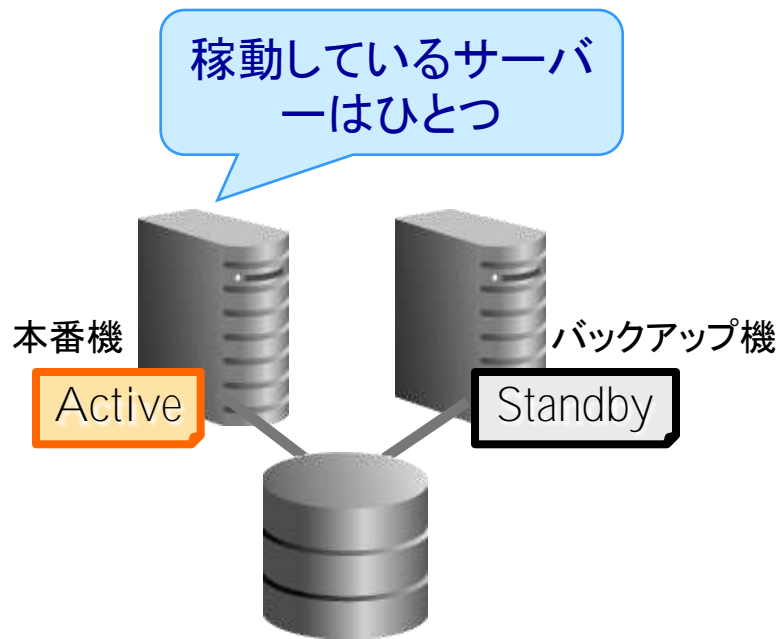 稼動しているサーバ
ーはひとつ
本番機
バックアップ機
Active
Standby